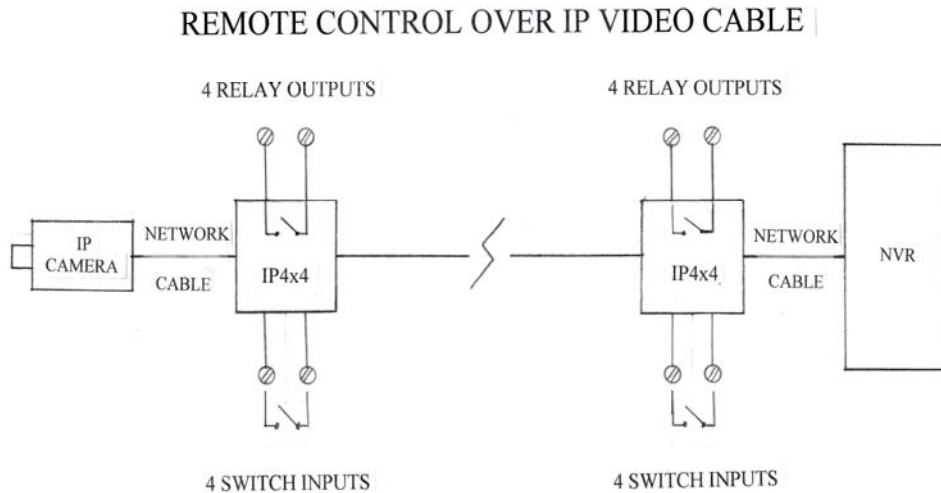 REMOTE CONTROL OVER IP VIDEO CABLE
4 RELAY OUTPUTS
4 RELAY OUTPUTS
IP
CAMERA
NETWORK
CABLE
IP4x4
IP4x4
NETWORK
CABLE
NVR
4 SWITCH INPUTS
4 SWITCH INPUTS